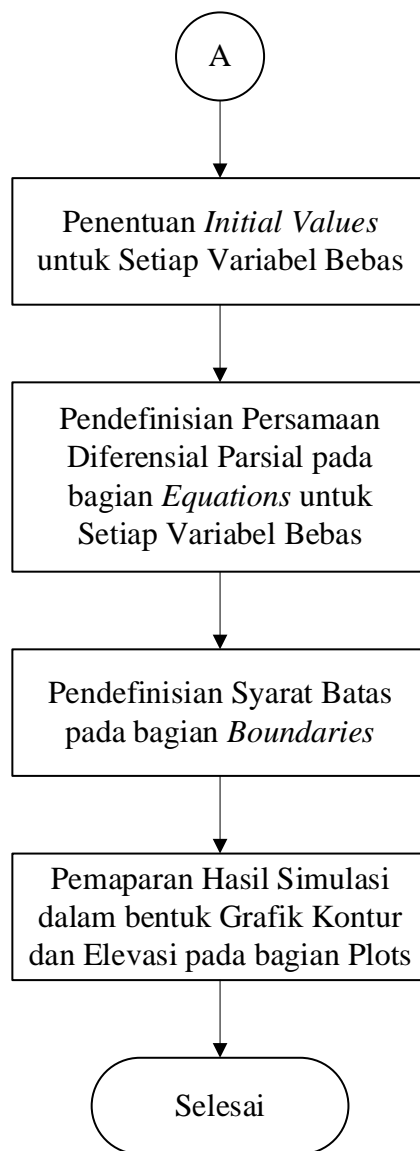 A
Penentuan Initial Values
untuk Setiap Variabel Bebas
Pendefinisian Persamaan
Diferensial Parsial pada
bagian Equations untuk
Setiap Variabel Bebas
Pendefinisian Syarat Batas
pada bagian Boundaries
Pemaparan Hasil Simulasi
dalam bentuk Grafik Kontur
dan Elevasi pada bagian Plots
Selesai